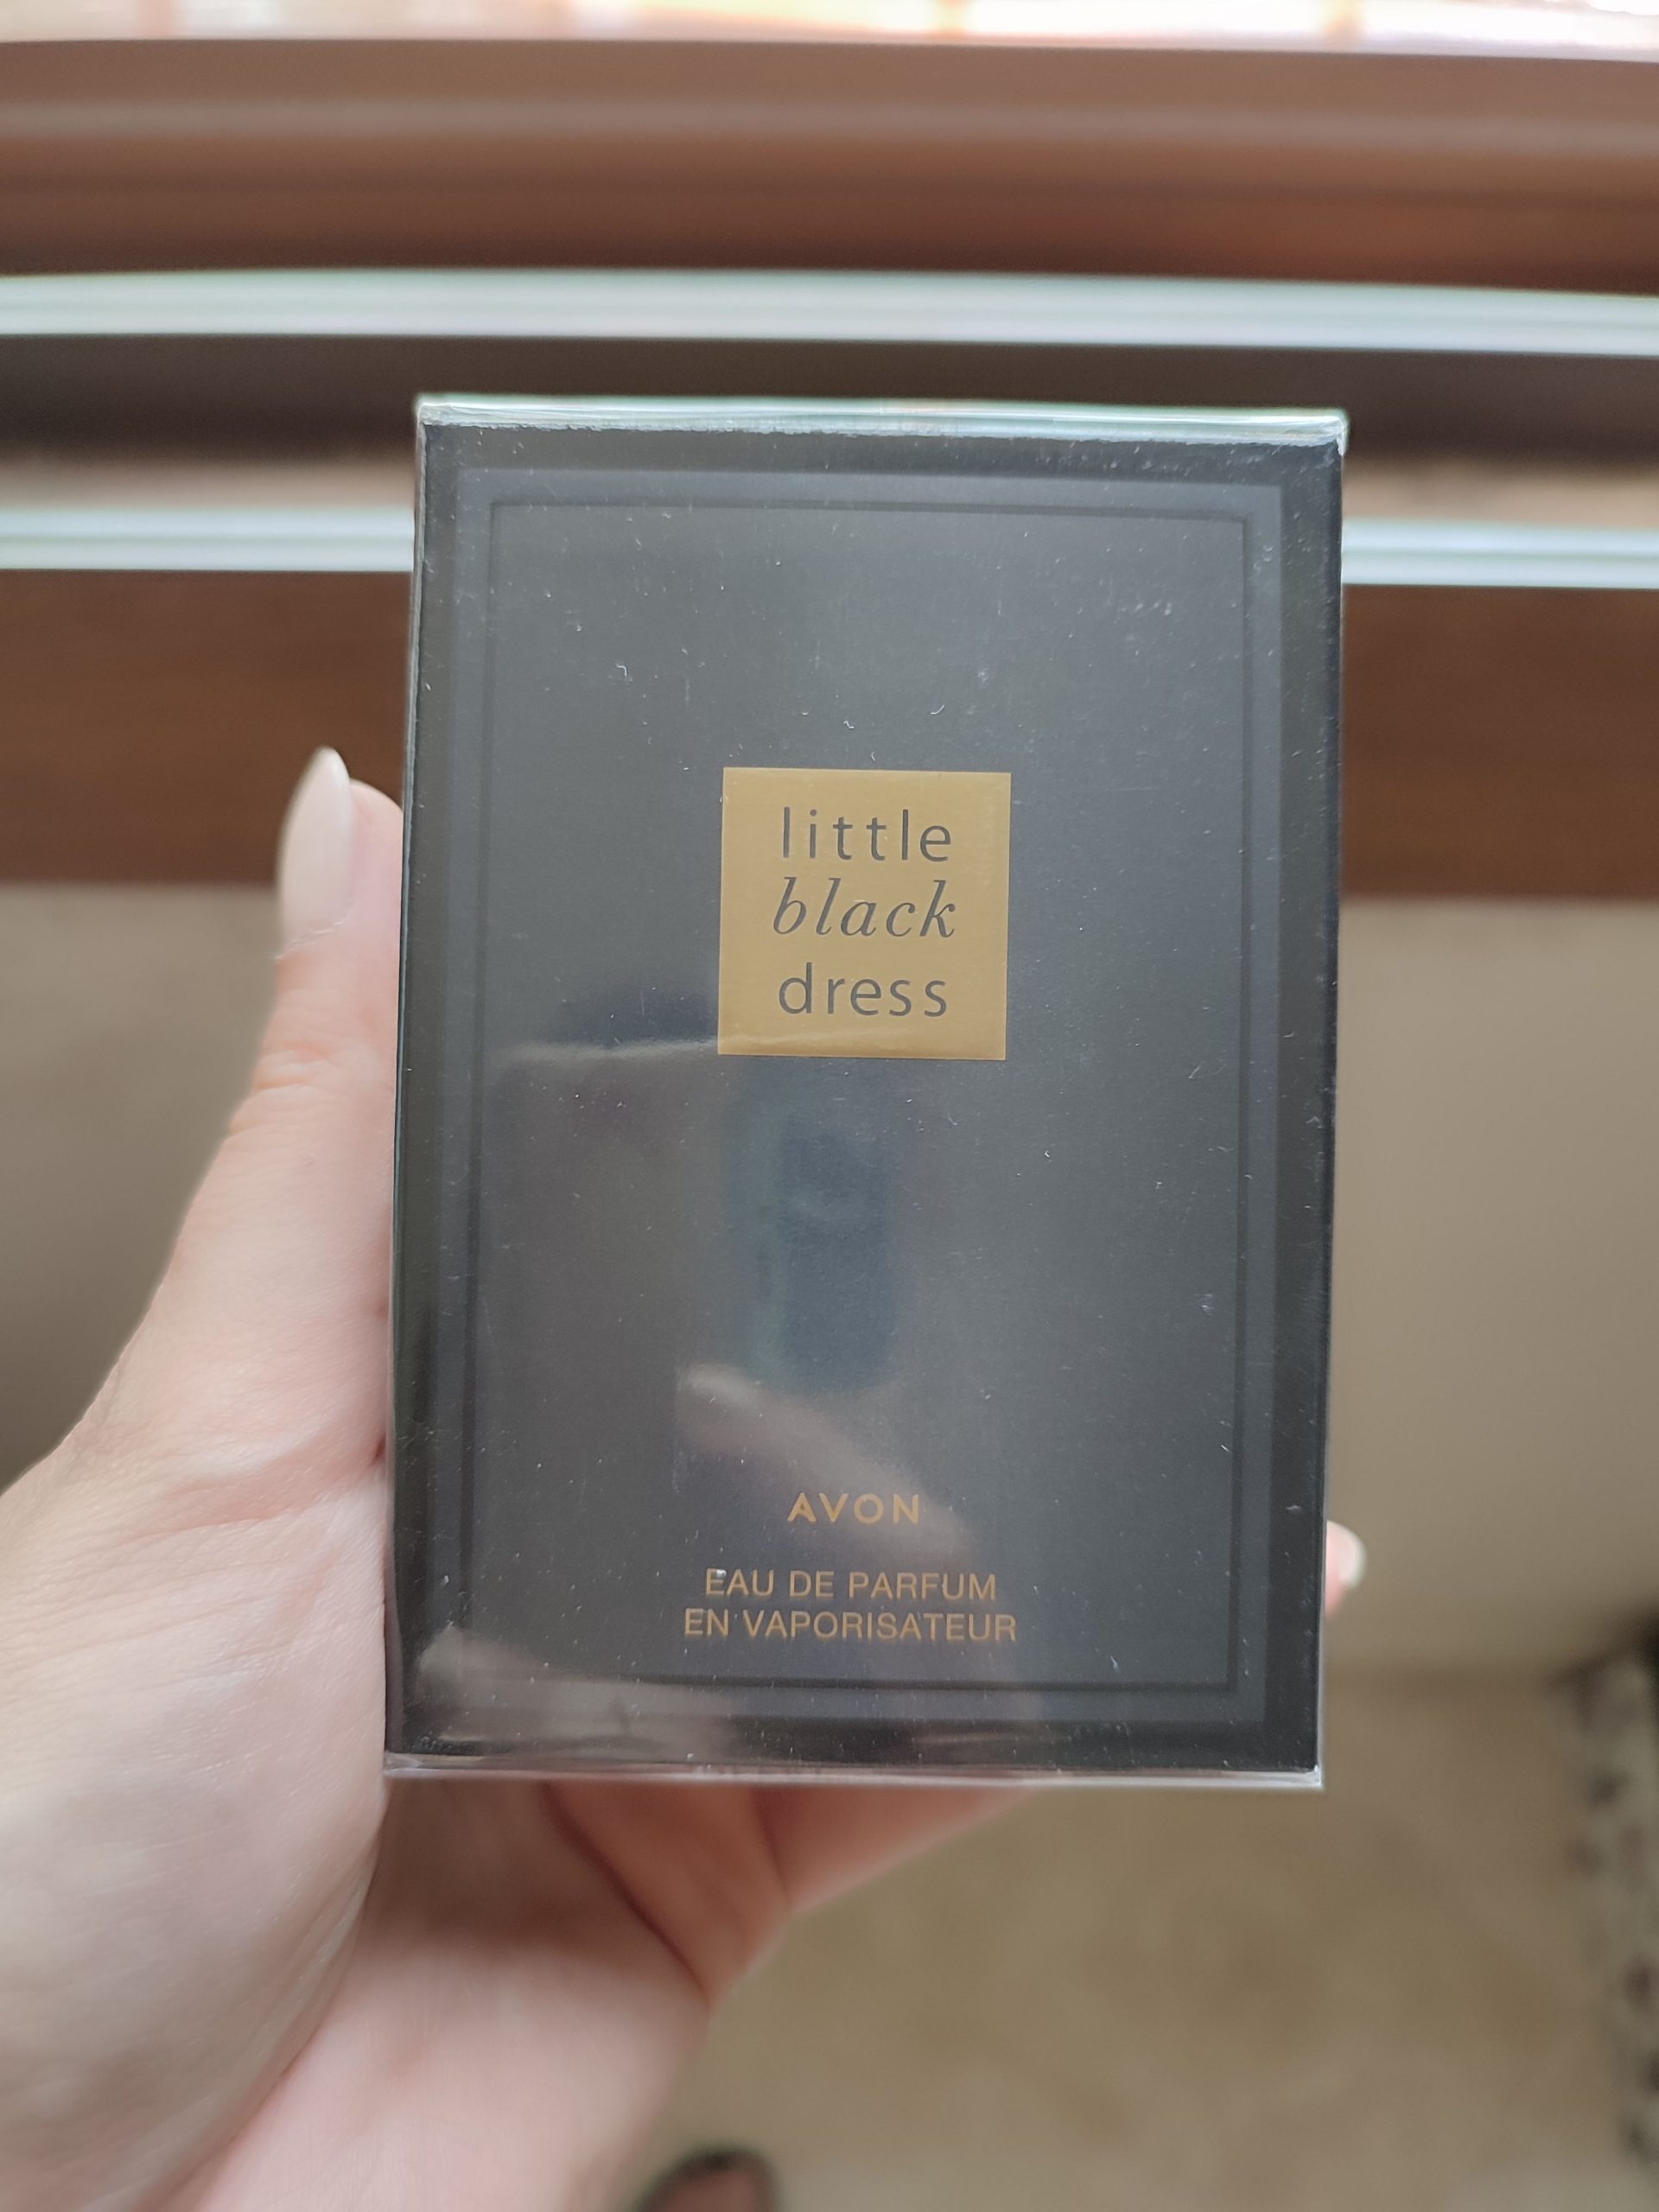 little
black
dress
AVON
EAU DE PARFUM
EN VAPORISATEUR